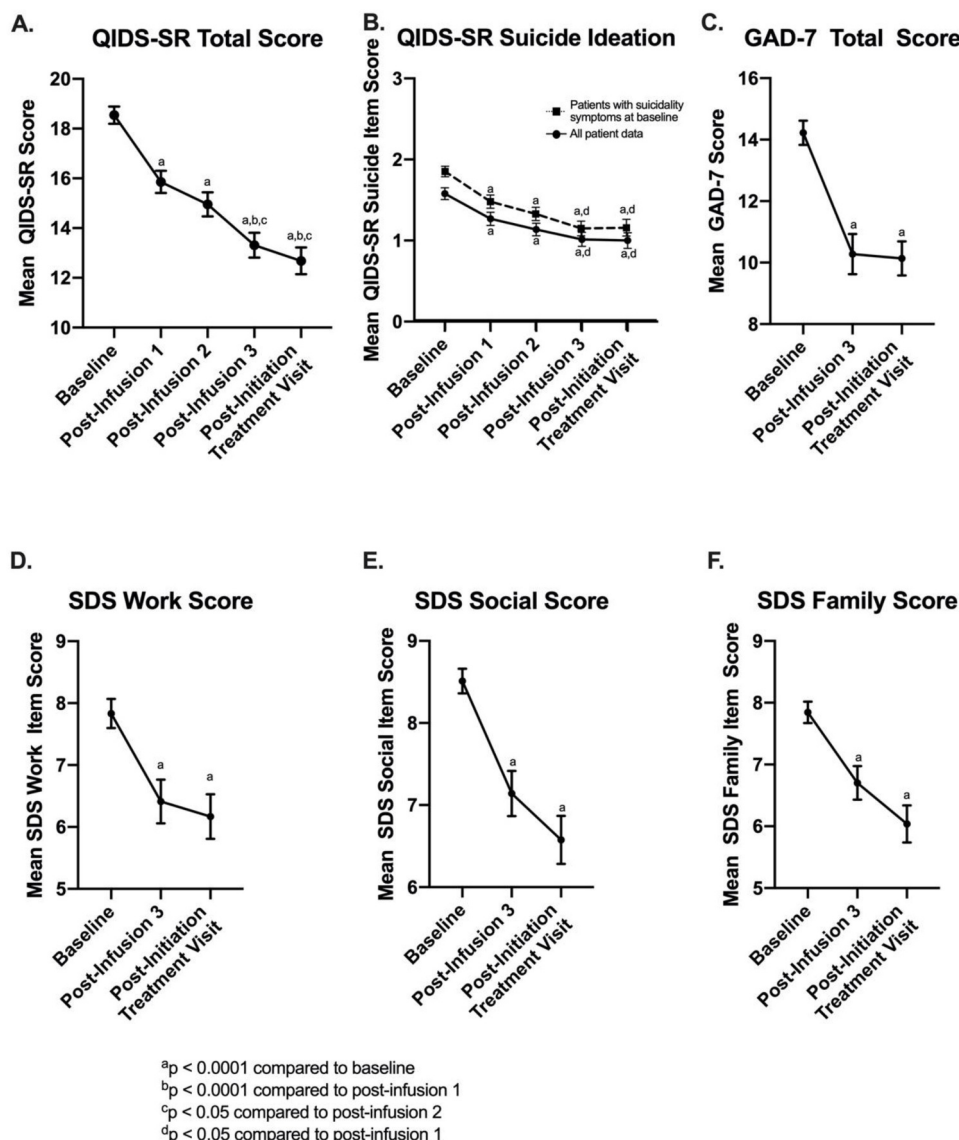 A.
QIDS-SR Total Score
Mean QIDS-SR Score
18
16
14
12
10
a
a
a,b,c
a,b,c
Baseline
Post-Infusion 1
Post-Infusion 2
Post-Infusion 3
Post-Initiation
Treatment Visit
B.
QIDS-SR Suicide Ideation
Mean QIDS-SR Suicide Item Score
3
2
1
0
Patients with suicidality
symptoms at baseline
All patient data
a
a
a,d
a,d
a
a
a,d
a,d
Baseline
Post-Infusion 1
Post-Infusion 2
Post-Infusion 3
Post-Initiation
Treatment Visit
C.
GAD-7 Total Score
Mean GAD-7 Score
16
14
12
10
8
a
a
Baseline
Post-Infusion 3
Post-Initiation
Treatment Visit
D.
SDS Work Score
Mean SDS Work Item Score
9
8
7
6
5
a
a
Baseline
Post-Infusion 3
Post-Initiation
Treatment Visit
E.
SDS Social Score
Mean SDS Social Item Score
9
8
7
6
a
a
Baseline
Post-Infusion 3
Post-Initiation
Treatment Visit
F.
SDS Family Score
Mean SDS Family Item Score
9
8
7
6
5
a
a
Baseline
Post-Infusion 3
Post-Initiation
Treatment Visit
ap < 0.0001 compared to baseline
bp < 0.0001 compared to post-infusion 1
cp < 0.05 compared to post-infusion 2
dp < 0.05 compared to post-infusion 1